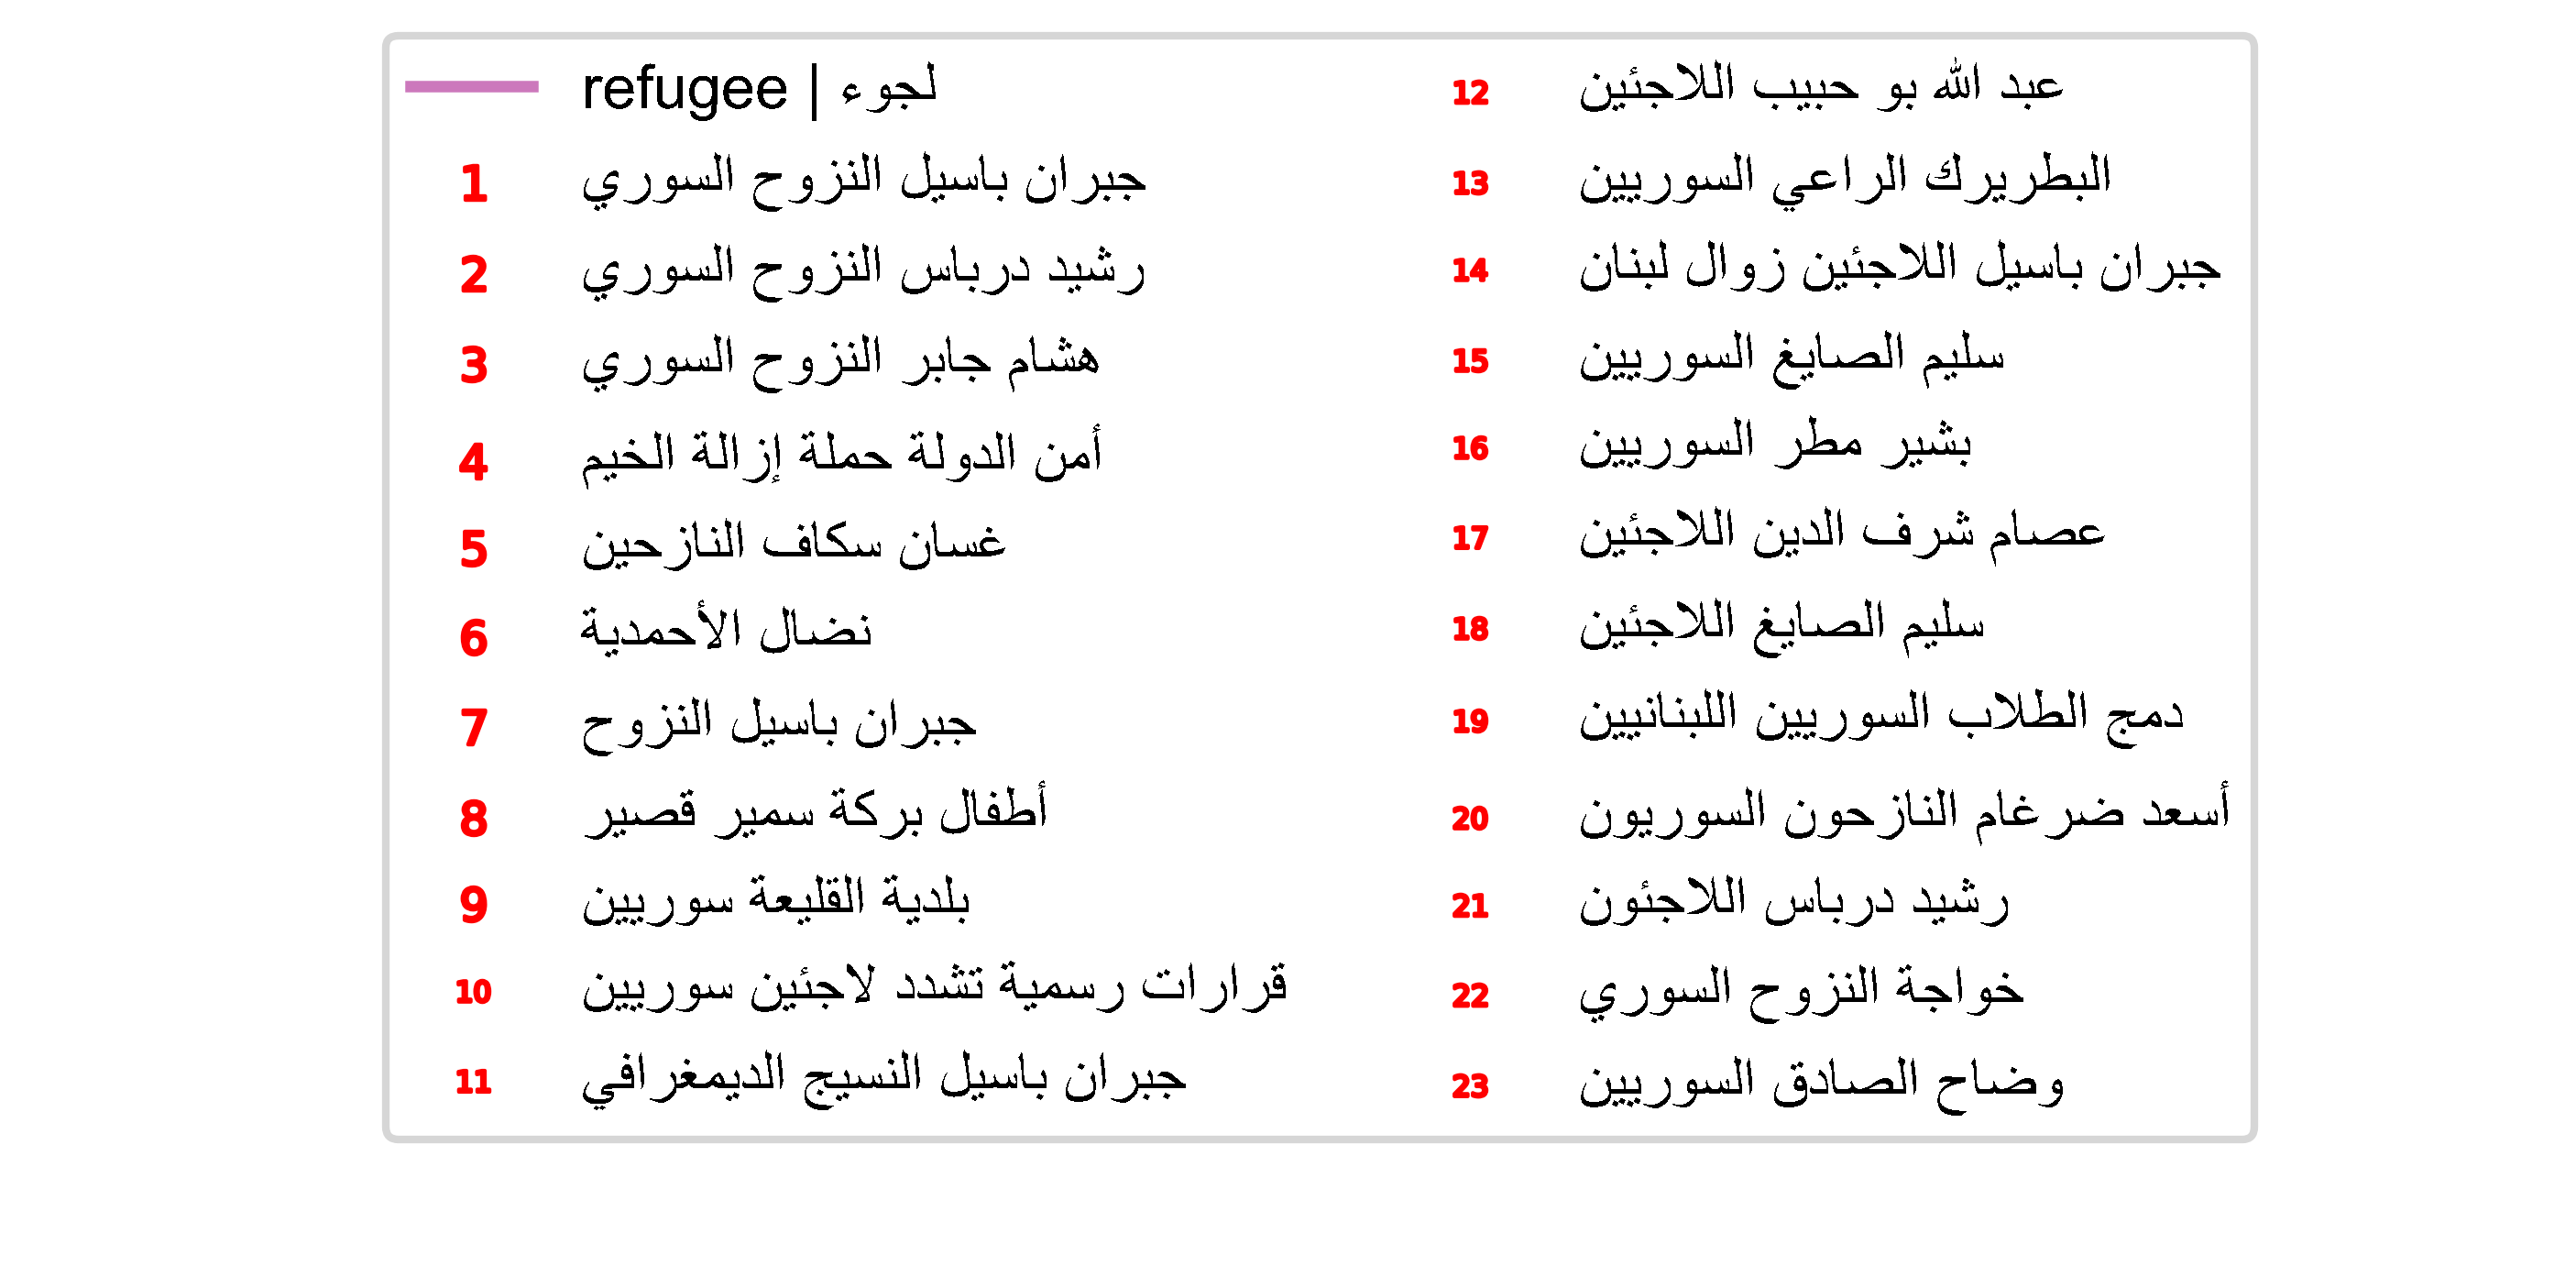 refugee | لجوء
1 جبران باسيل النزوح السوري
2 رشيد درباس النزوح السوري
3 هشام جابر النزوح السوري
4 أمن الدولة حملة إزالة الخيم
5 غسان سكاف النازحين
6 نضال الأحمدية
7 جبران باسيل النزوح
8 أطفال بركة سمير قصير
9 بلدية القليعة سوريين
10 قرارات رسمية تشدد لاجئين سوريين
11 جبران باسيل النسيج الديمغرافي
12 عبد الله بو حبيب اللاجئين
13 البطريرك الراعي السوريين
14 جبران باسيل اللاجئين زوال لبنان
15 سليم الصايغ السوريين
16 بشير مطر السوريين
17 عصام شرف الدين اللاجئين
18 سليم الصايغ اللاجئين
19 دمج الطلاب السوريين اللبنانيين
20 أسعد ضرغام النازحون السوريون
21 رشيد درباس اللاجئون
22 خواجة النزوح السوري
23 وضاح الصادق السوريين